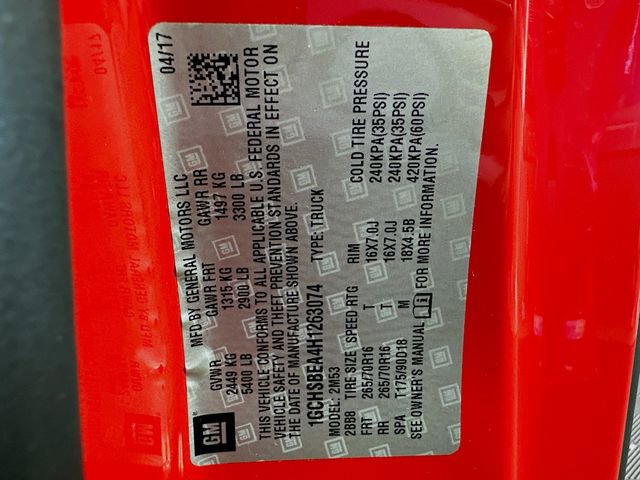 GM
MFD BY GENERAL MOTORS LLC
04/17
GVWR GAWR FRT GAWR RR
2449 KG 1315 KG 1497 KG
5400 LB 2900 LB 3300 LB
THIS VEHICLE CONFORMS TO ALL APPLICABLE U.S. FEDERAL MOTOR
VEHICLE SAFETY AND THEFT PREVENTION STANDARDS IN EFFECT ON
THE DATE OF MANUFACTURE SHOWN ABOVE.
1GCHSBEA4H1263074 TYPE: TRUCK
MODEL: 2M53
28BB TIRE SIZE SPEED RTG RIM COLD TIRE PRESSURE
FRT 265/70R16 T 16X7.0J 240KPA(35PSI)
RR 265/70R16 T 16X7.0J 240KPA(35PSI)
SPA T175/90D18 M 18X4.5B 420KPA(60PSI)
SEE OWNER'S MANUAL FOR MORE INFORMATION.